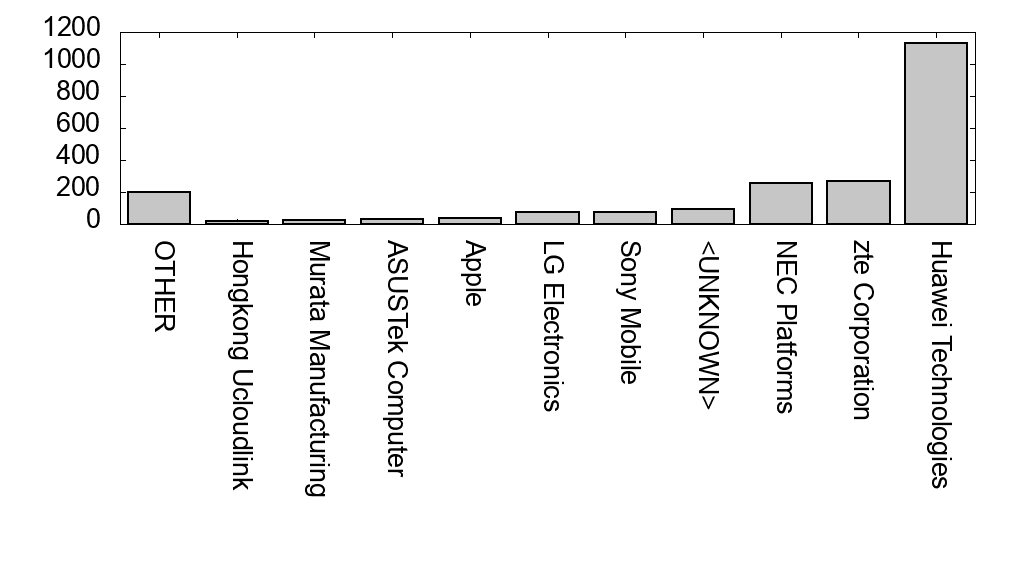 1200
1000
800
600
400
200
0
OTHER
Hongkong Ucloudlink
Murata Manufacturing
ASUSTek Computer
Apple
LG Electronics
Sony Mobile
<UNKNOWN>
NEC Platforms
zte Corporation
Huawei Technologies